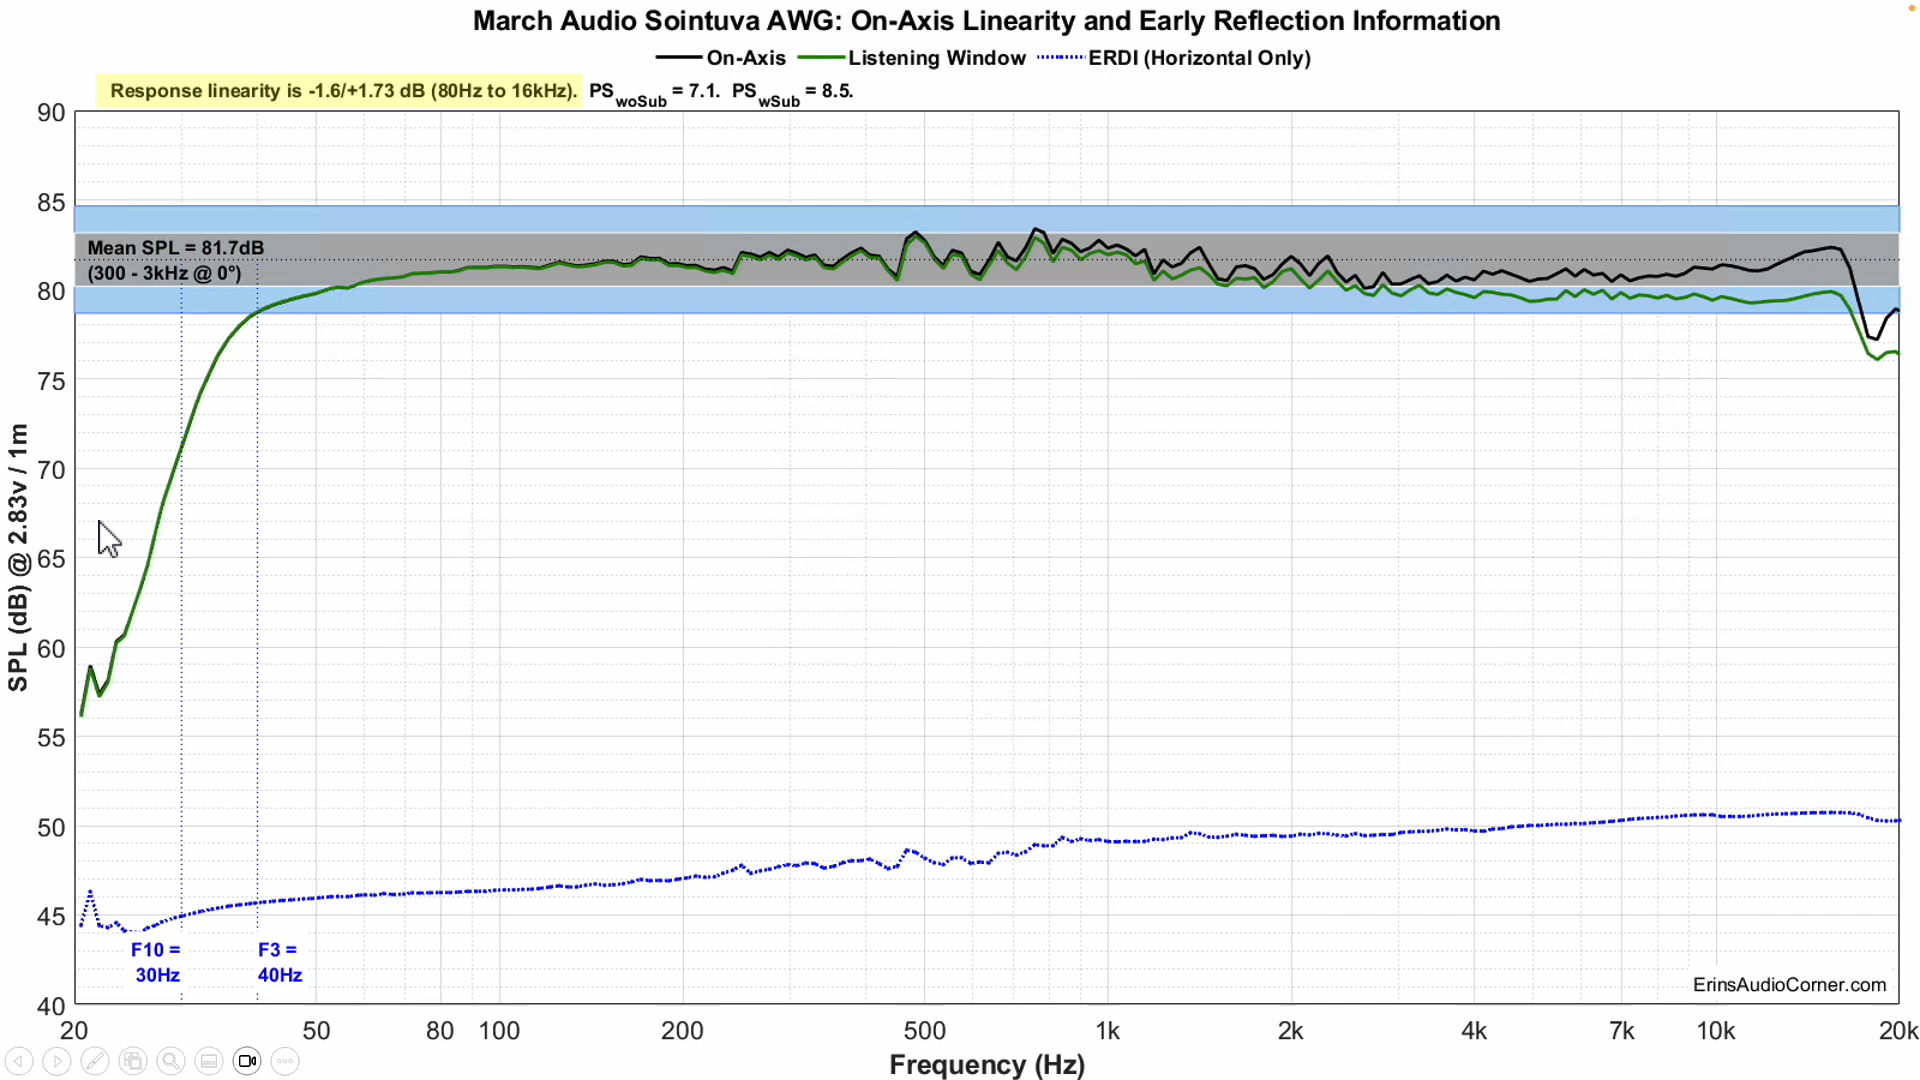 March Audio Sointuva AWG: On-Axis Linearity and Early Reflection Information
On-Axis Listening Window ERDI (Horizontal Only)
Response linearity is -1.6/+1.73 dB (80Hz to 16kHz). PSwoSub = 7.1. PSwSub = 8.5.
90
85
Mean SPL = 81.7dB
(300 - 3kHz @ 0°)
80
75
70
65
60
55
50
45
40
SPL (dB) @ 2.83v / 1m
F10 =
30Hz
F3 =
40Hz
ErinsAudioCorner.com
20 50 80 100 200 500 1k 2k 4k 7k 10k 20k
Frequency (Hz)